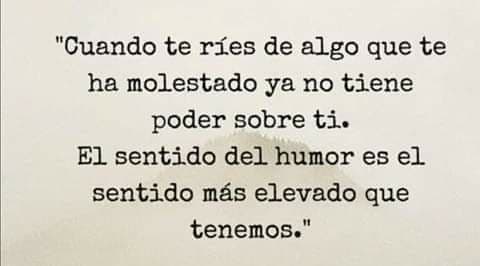 "Cuando te ríes de algo que te
ha molestado ya no tiene
poder sobre ti.
El sentido del humor es el
sentido más elevado que
tenemos."